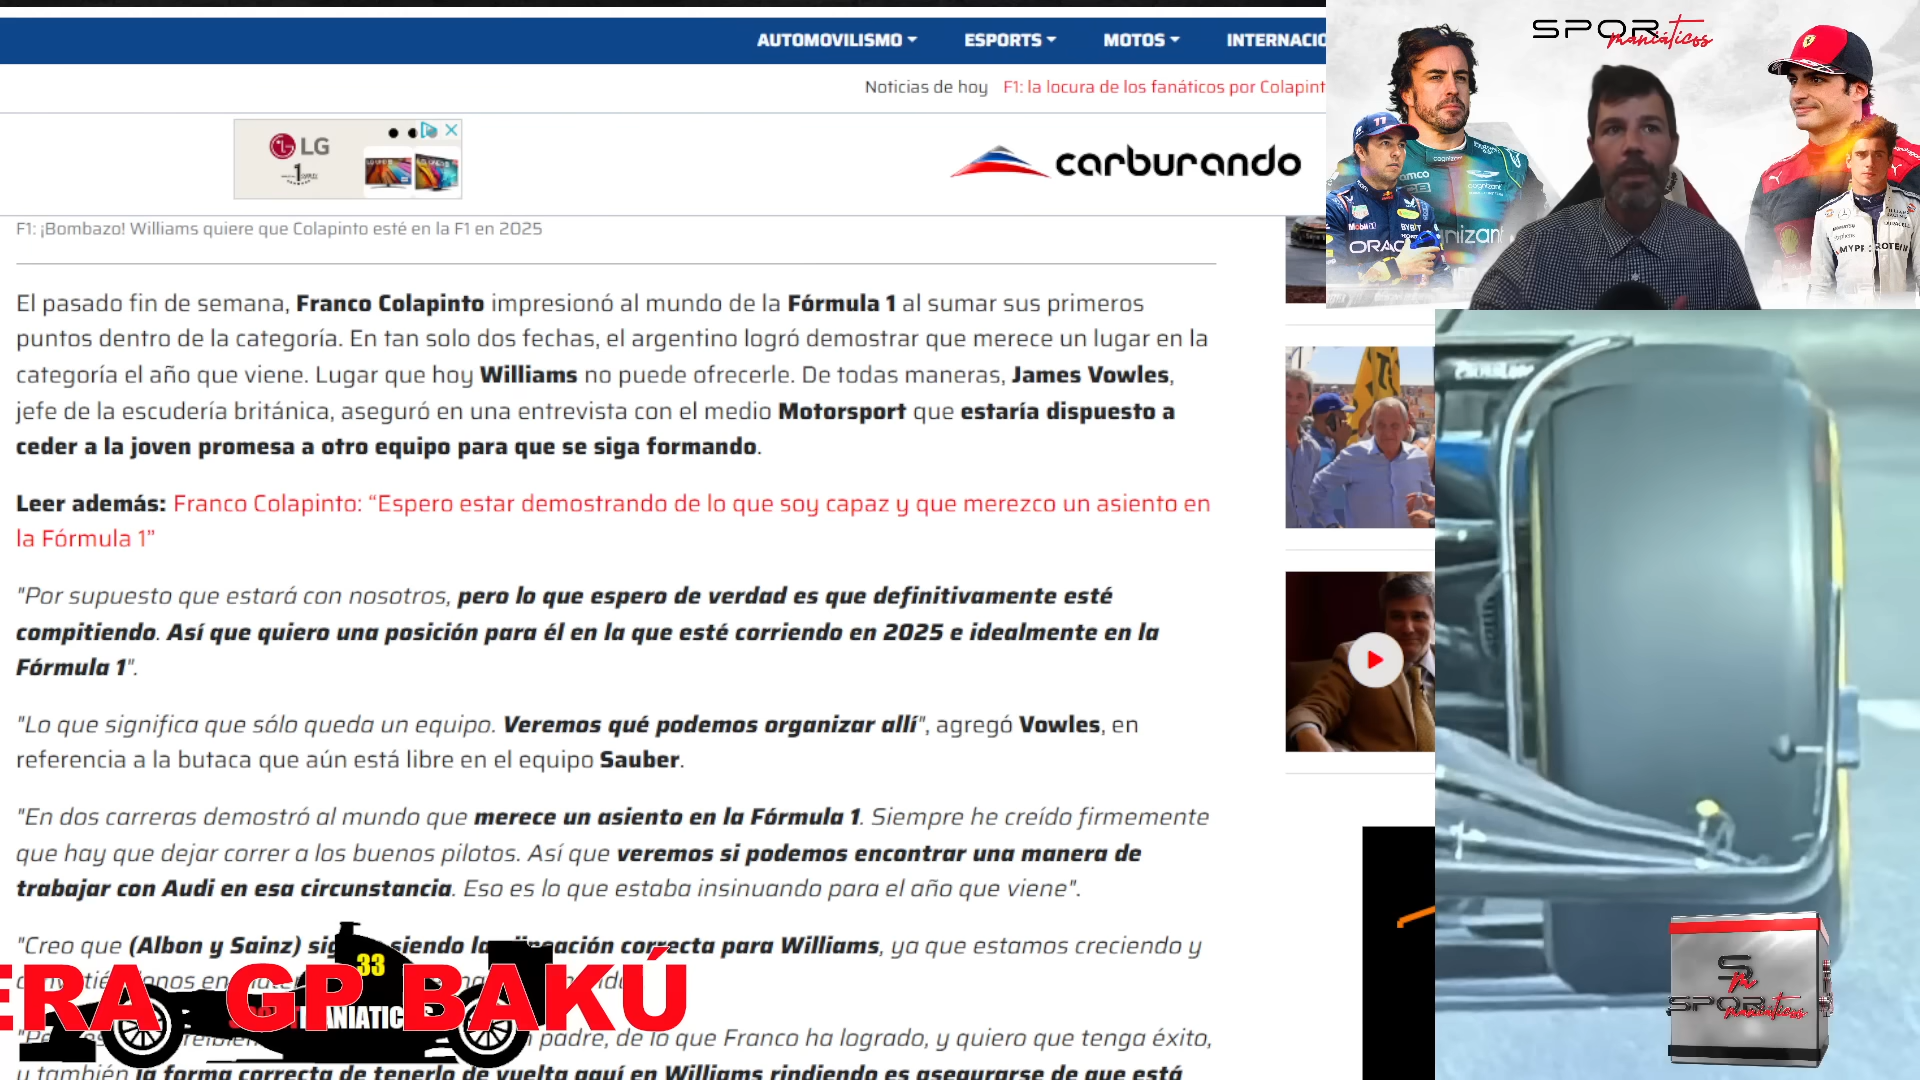 AUTOMOVILISMO ESPORTS MOTOS INTERNACIO
Noticias de hoy F1: la locura de los fanáticos por Colapint
LG
carburando
SPOR
maniáticos
F1: ¡Bombazo! Williams quiere que Colapinto esté en la F1 en 2025
El pasado fin de semana, Franco Colapinto impresionó al mundo de la Fórmula 1 al sumar sus primeros
puntos dentro de la categoría. En tan solo dos fechas, el argentino logró demostrar que merece un lugar en la
categoría el año que viene. Lugar que hoy Williams no puede ofrecerle. De todas maneras, James Vowles,
jefe de la escudería británica, aseguró en una entrevista con el medio Motorsport que estaría dispuesto a
ceder a la joven promesa a otro equipo para que se siga formando.
Leer además: Franco Colapinto: “Espero estar demostrando de lo que soy capaz y que merezco un asiento en
la Fórmula 1”
"Por supuesto que estará con nosotros, pero lo que espero de verdad es que definitivamente esté
compitiendo. Así que quiero una posición para él en la que esté corriendo en 2025 e idealmente en la
Fórmula 1".
"Lo que significa que sólo queda un equipo. Veremos qué podemos organizar allí", agregó Vowles, en
referencia a la butaca que aún está libre en el equipo Sauber.
"En dos carreras demostró al mundo que merece un asiento en la Fórmula 1. Siempre he creído firmemente
que hay que dejar correr a los buenos pilotos. Así que veremos si podemos encontrar una manera de
trabajar con Audi en esa circunstancia. Eso es lo que estaba insinuando para el año que viene".
"Creo que (Albon y Sainz) siendo correcta para Williams, ya que estamos creciendo y
33
ERA GP BAKÚ
padre, de lo que Franco ha logrado, y quiero que tenga éxito,
y también la forma correcta de tenerlo de vuelta aquí en Williams rindiendo es asegurarse de que está
11
cognizant
ORAC
SPOR
maniáticos